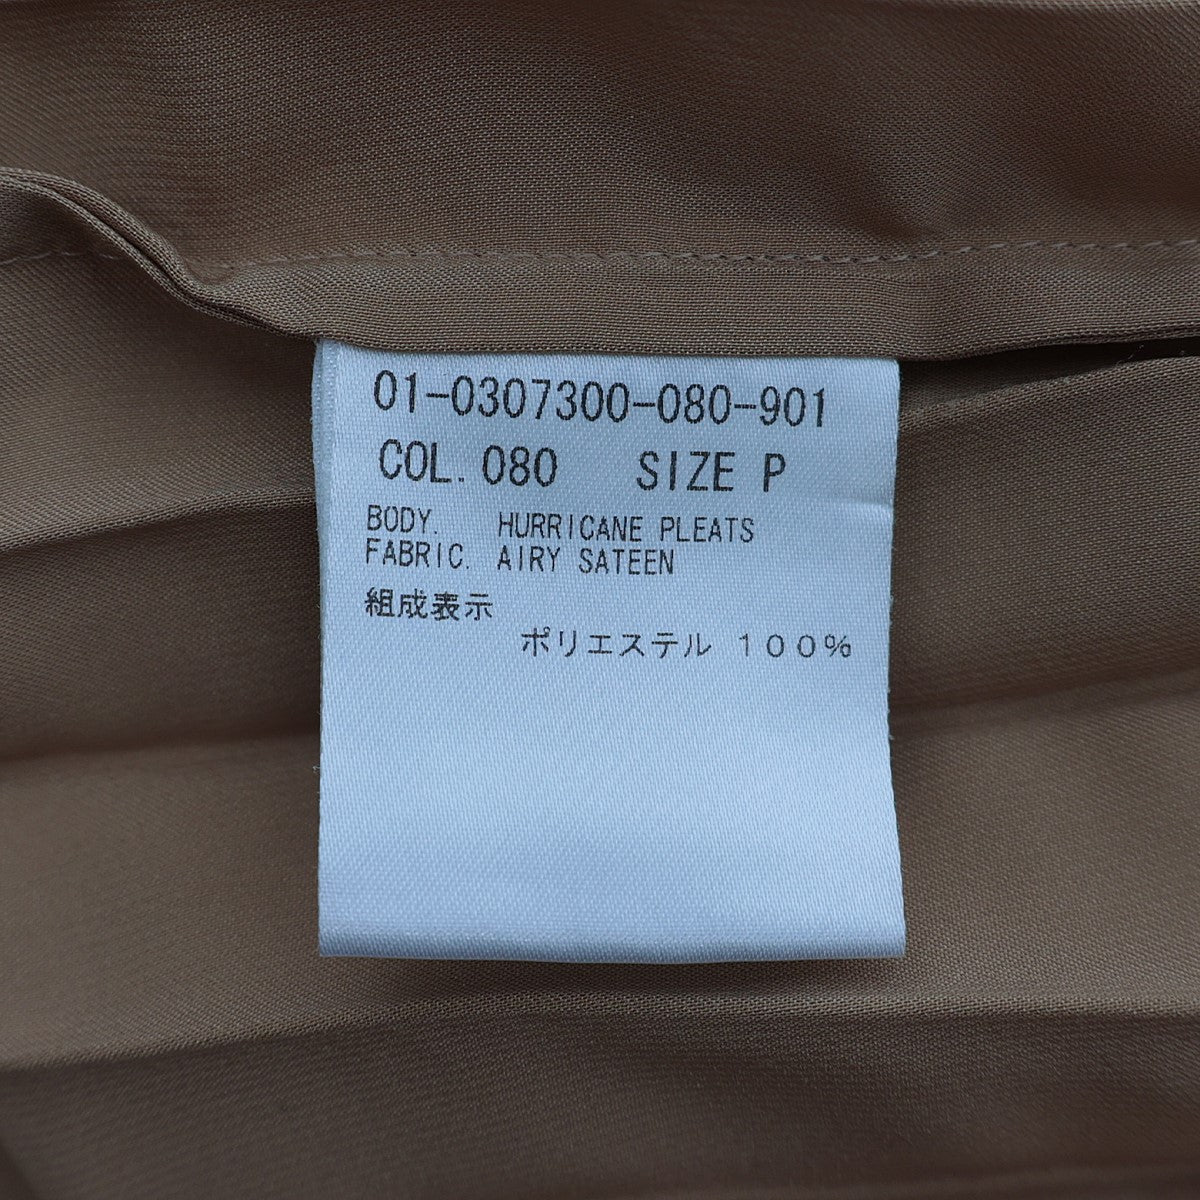 01-0307300-080-901
COL. 080 SIZE P
BODY. HURRICANE PLEATS
FABRIC. AIRY SATEEN
組成表示
ポリエステル １００％